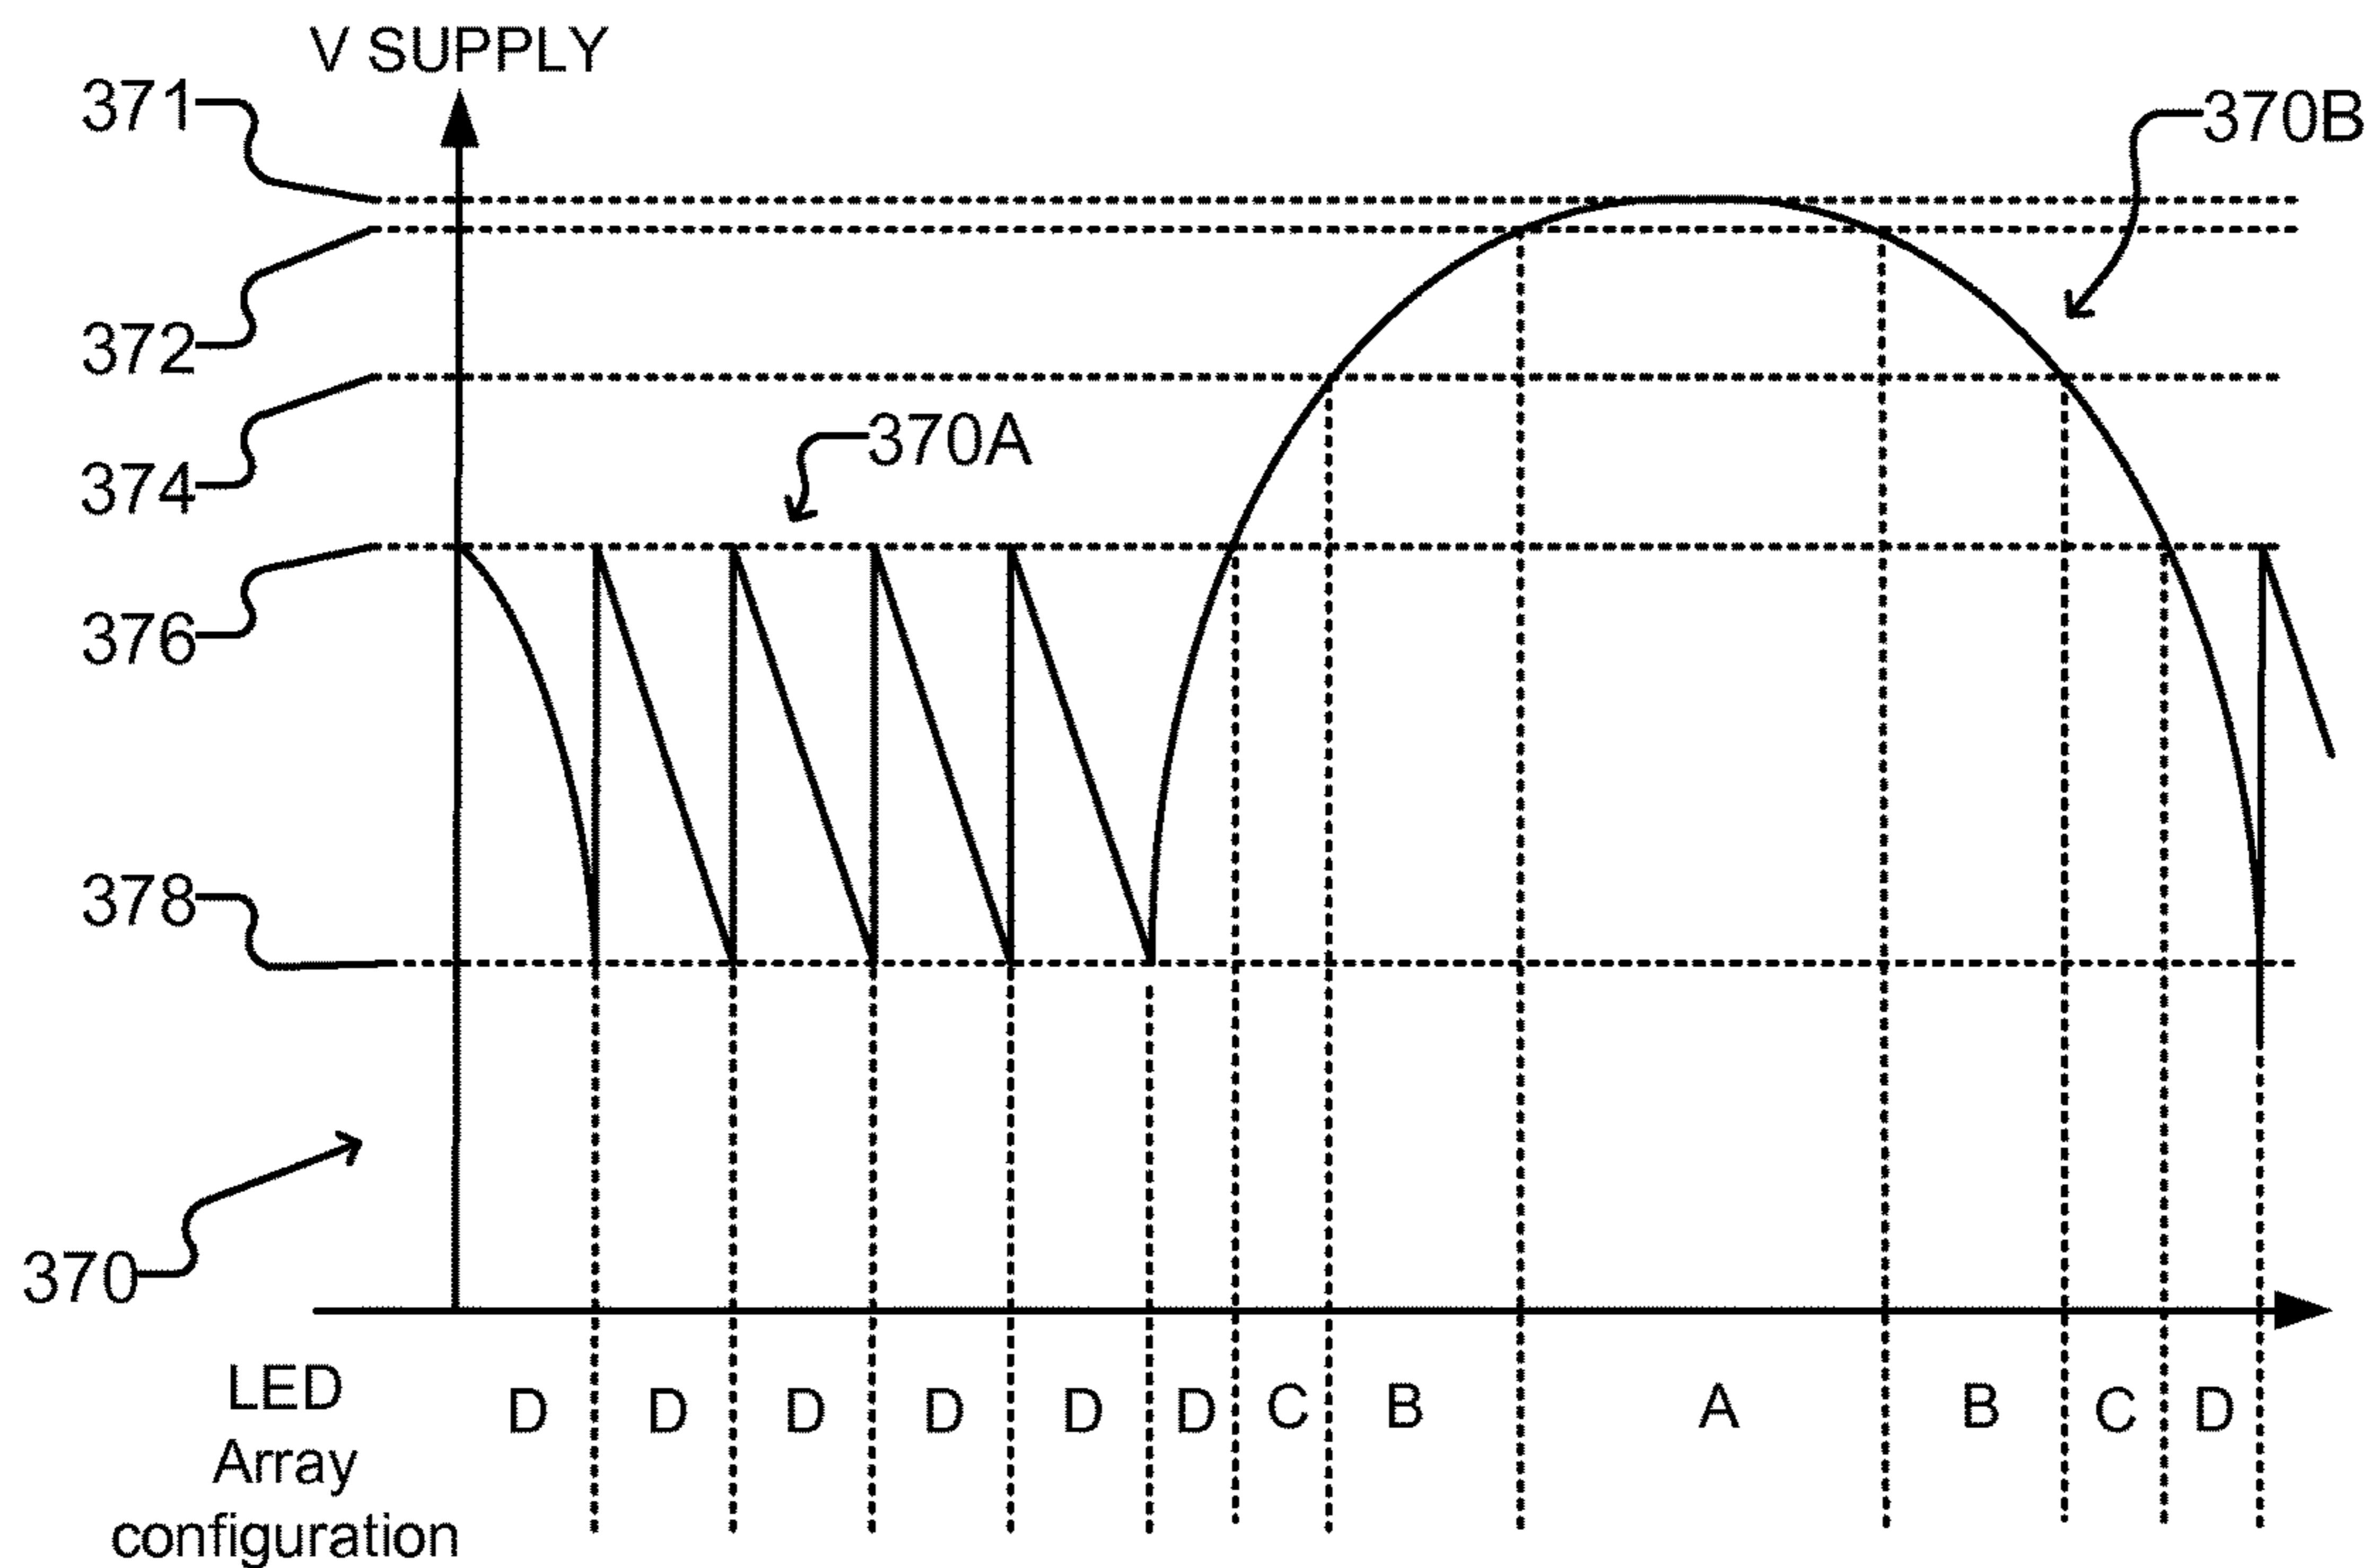 V SUPPLY
371
370B
372
370A
374
376
378
370
LED
Array
configuration
D D D D D D C B A B C D